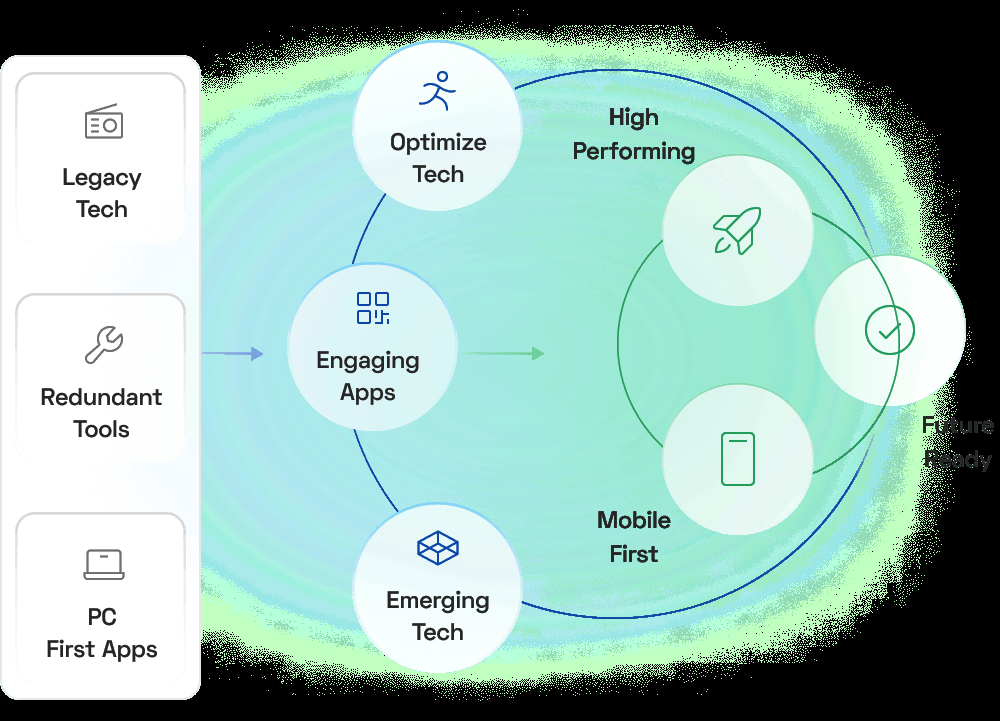 Legacy
Tech
Redundant
Tools
PC
First Apps
Optimize
Tech
Engaging
Apps
Emerging
Tech
High
Performing
Mobile
First
Future
Ready